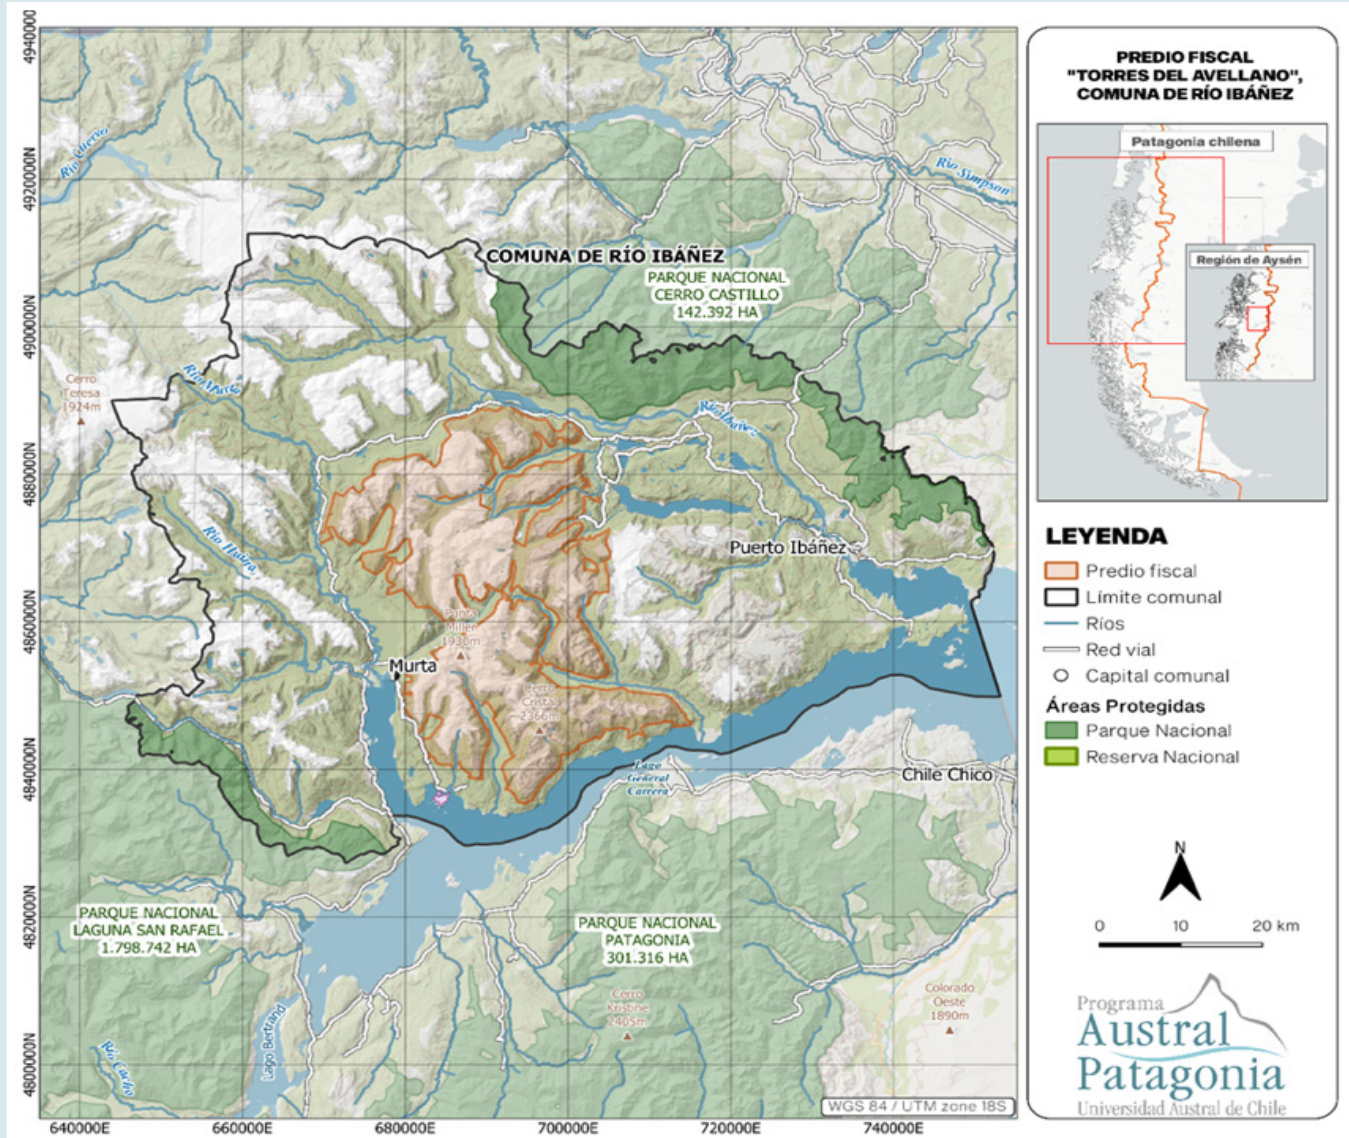 4940000N
4920000N
4900000N
4880000N
4860000N
4840000N
4820000N
4800000N
640000E
660000E
680000E
700000E
720000E
740000E
Río Cuervo
Río Simpson
COMUNA DE RÍO IBÁÑEZ
PARQUE NACIONAL
CERRO CASTILLO
142.392 HA
Cerro
Teresa
1924m
Río Murta
Río Ibáñez
Puerto Ibáñez
Punta
Miller
1930m
Murta
Cerro
Cristal
2366m
Lago
General
Carrera
Chile Chico
PARQUE NACIONAL
LAGUNA SAN RAFAEL
1.798.742 HA
PARQUE NACIONAL
PATAGONIA
301.316 HA
Cerro
Kristine
2405m
Colorado
Oeste
1890m
Lago Bertrand
WGS 84 / UTM zone 18S
PREDIO FISCAL
"TORRES DEL AVELLANO",
COMUNA DE RÍO IBÁÑEZ
Patagonia chilena
Región de Aysén
LEYENDA
Predio fiscal
Límite comunal
Ríos
Red vial
Capital comunal
Áreas Protegidas
Parque Nacional
Reserva Nacional
N
0 10 20 km
Programa
Austral
Patagonia
Universidad Austral de Chile